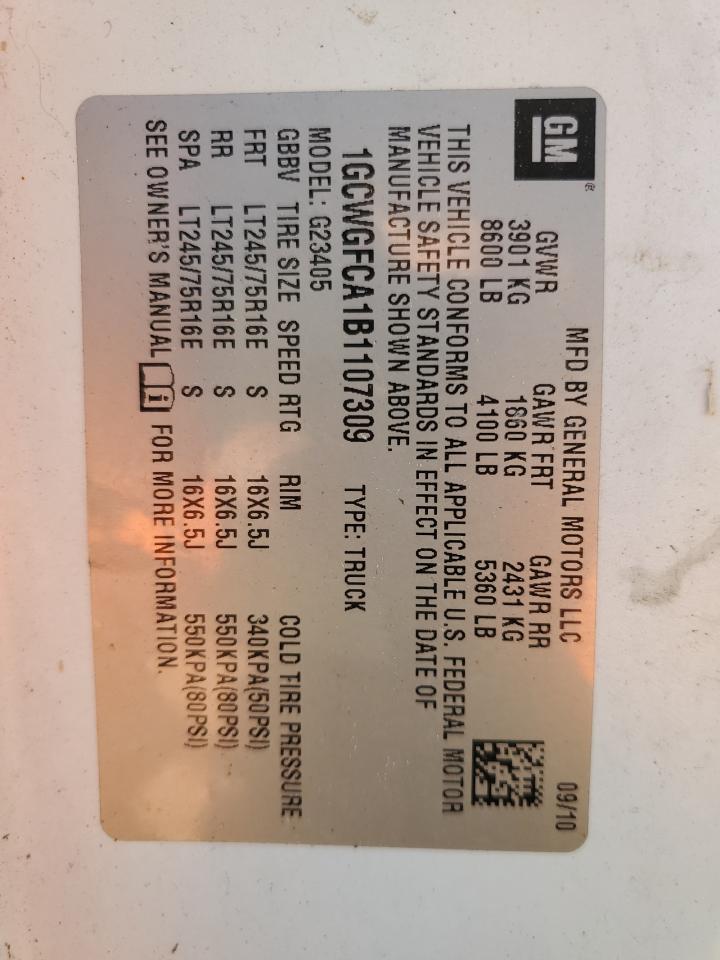 GM®
MFD BY GENERAL MOTORS LLC 09/10
GVWR GAWR FRT GAWR RR
3901 KG 1860 KG 2431 KG
8600 LB 4100 LB 5360 LB
THIS VEHICLE CONFORMS TO ALL APPLICABLE U.S. FEDERAL MOTOR
VEHICLE SAFETY STANDARDS IN EFFECT ON THE DATE OF
MANUFACTURE SHOWN ABOVE.
1GCWGFCA1B1107309 TYPE: TRUCK
MODEL: G23405
GBBV TIRE SIZE SPEED RTG RIM COLD TIRE PRESSURE
FRT LT245/75R16E S 16X6.5J 340KPA(50PSI)
RR LT245/75R16E S 16X6.5J 550KPA(80PSI)
SPA LT245/75R16E S 16X6.5J 550KPA(80PSI)
SEE OWNER'S MANUAL i FOR MORE INFORMATION.